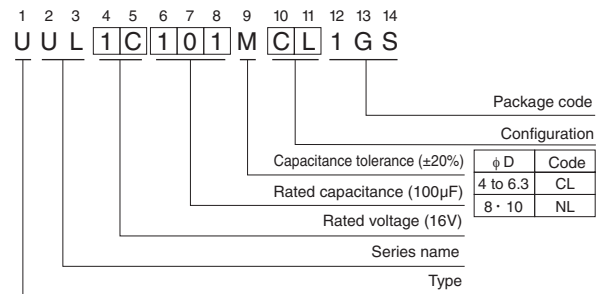 1 2 3 4 5 6 7 8 9 10 11 12 13 14
U U L 1 C 1 0 1 M C L 1 G S
Package code
Configuration
φ D Code
4 to 6.3 CL
8 · 10 NL
Capacitance tolerance (±20%)
Rated capacitance (100µF)
Rated voltage (16V)
Series name
Type